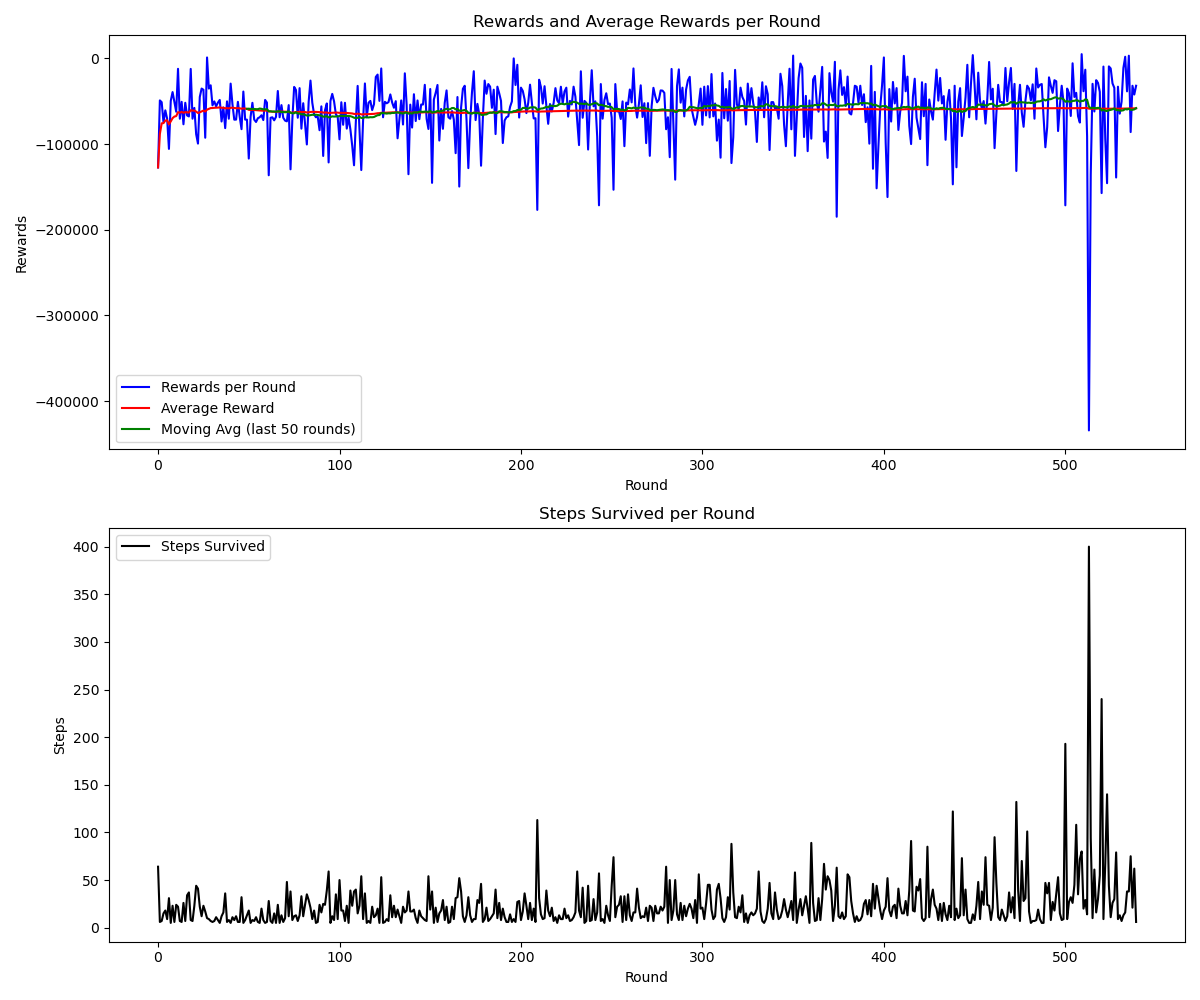 Rewards and Average Rewards per Round
Rewards
0
−100000
−200000
−300000
−400000
Rewards per Round
Average Reward
Moving Avg (last 50 rounds)
0 100 200 300 400 500
Round
Steps Survived per Round
Steps
400
350
300
250
200
150
100
50
0
Steps Survived
0 100 200 300 400 500
Round